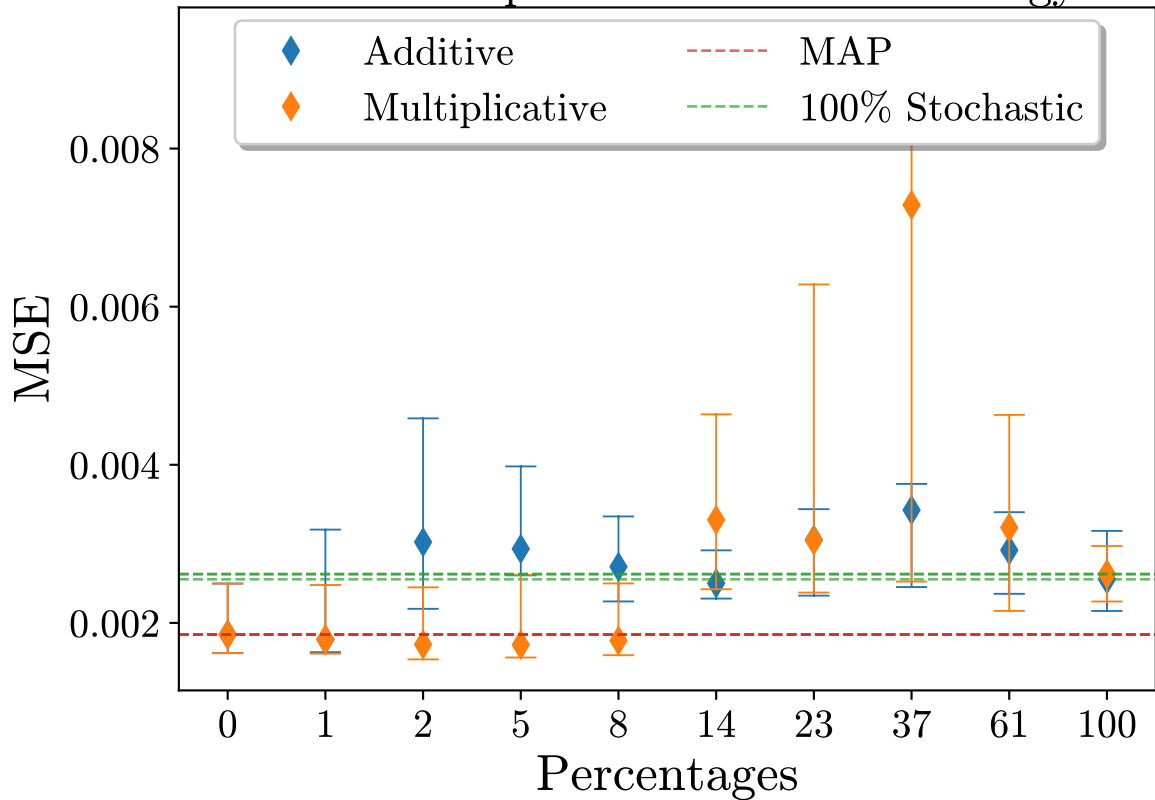 Additive
Multiplicative
MAP
100% Stochastic
MSE
0.008
0.006
0.004
0.002
0 1 2 5 8 14 23 37 61 100
Percentages